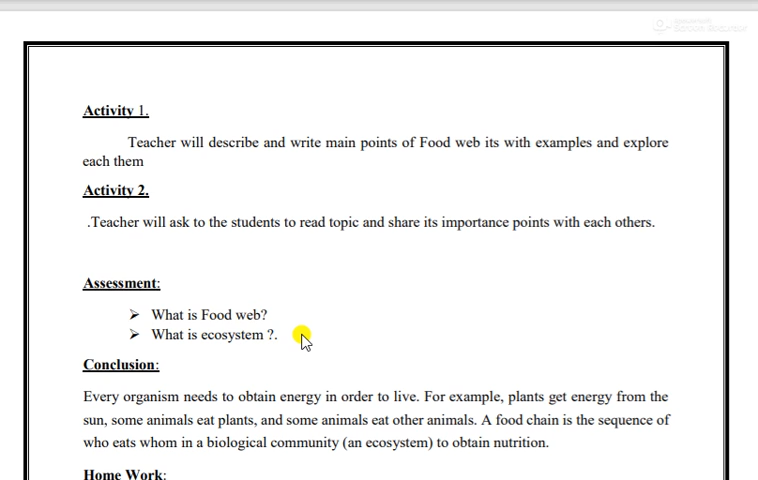 Screen Recorder
Activity 1.
Teacher will describe and write main points of Food web its with examples and explore
each them
Activity 2.
.Teacher will ask to the students to read topic and share its importance points with each others.
Assessment:
➢ What is Food web?
➢ What is ecosystem ?.
Conclusion:
Every organism needs to obtain energy in order to live. For example, plants get energy from the
sun, some animals eat plants, and some animals eat other animals. A food chain is the sequence of
who eats whom in a biological community (an ecosystem) to obtain nutrition.
Home Work: